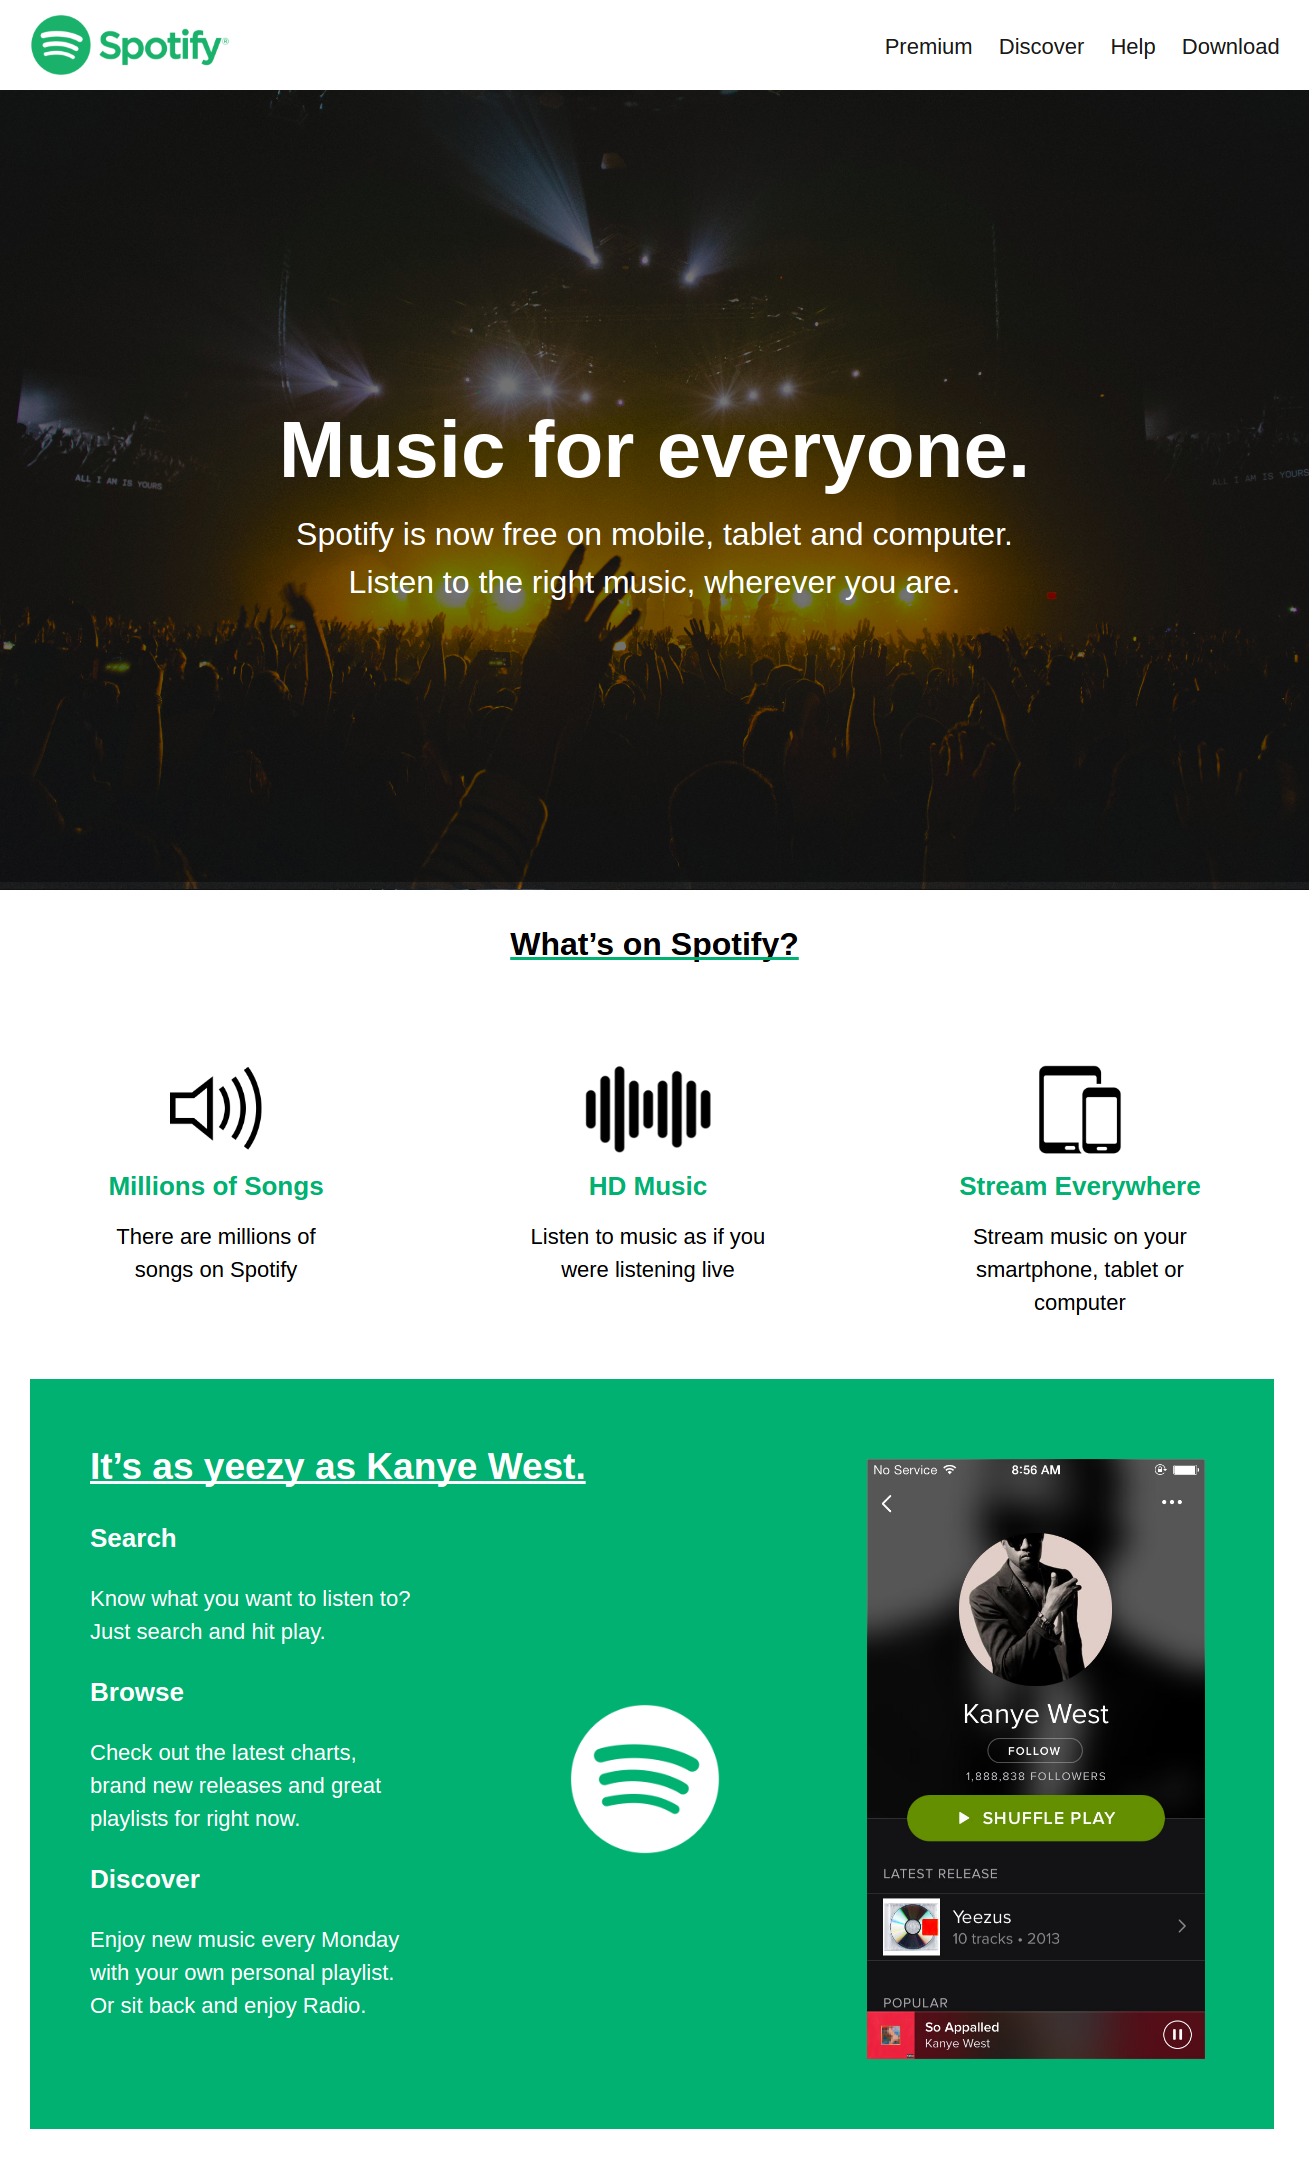 Spotify®
Premium Discover Help Download
Music for everyone.
ALL I AM IS YOURS
ALL I AM IS YOURS
Spotify is now free on mobile, tablet and computer.
Listen to the right music, wherever you are.
What’s on Spotify?
Millions of Songs
There are millions of
songs on Spotify
HD Music
Listen to music as if you
were listening live
Stream Everywhere
Stream music on your
smartphone, tablet or
computer
It’s as yeezy as Kanye West.
Search
Know what you want to listen to?
Just search and hit play.
Browse
Check out the latest charts,
brand new releases and great
playlists for right now.
Discover
Enjoy new music every Monday
with your own personal playlist.
Or sit back and enjoy Radio.
No Service 8:56 AM
Kanye West
FOLLOW
1,888,838 FOLLOWERS
SHUFFLE PLAY
LATEST RELEASE
Yeezus
10 tracks • 2013
POPULAR
So Appalled
Kanye West